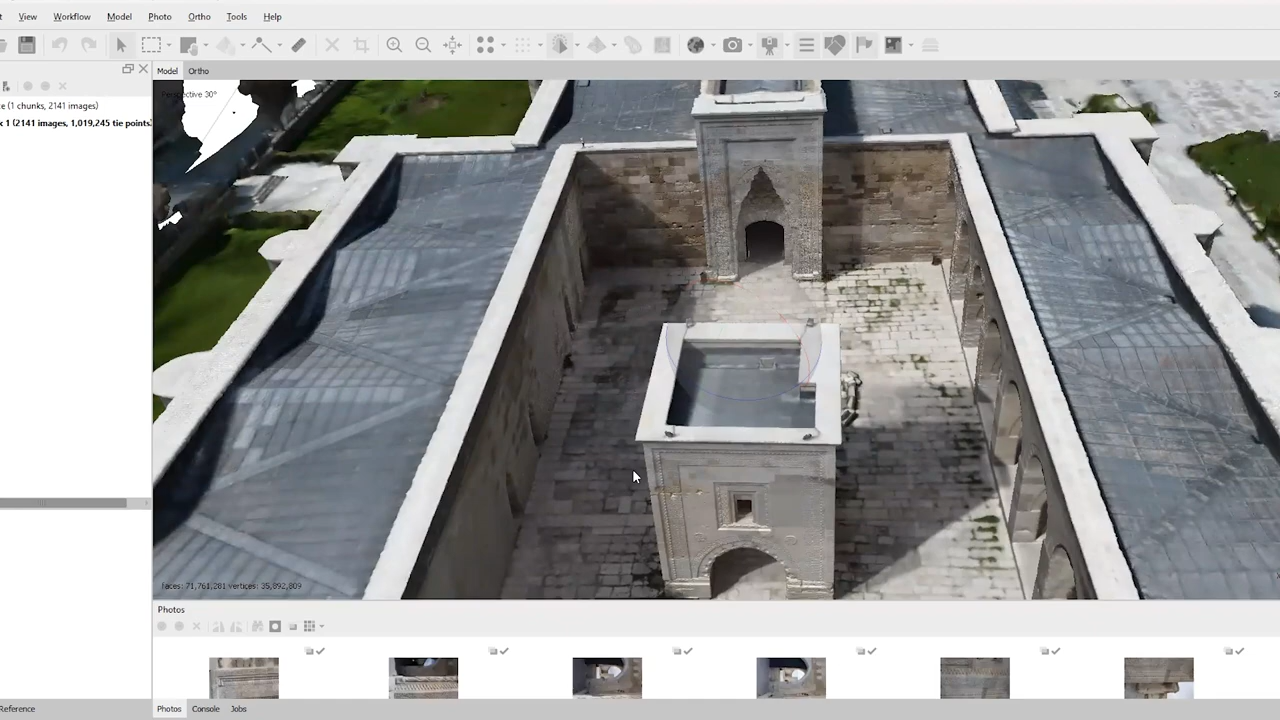 View Workflow Model Photo Ortho Tools Help
Model Ortho
Perspective 30°
(1 chunks, 2141 images)
1 (2141 images, 1,019,245 tie points
faces: 71,761,281 vertices: 35,892,809
Photos
Reference
Photos Console Jobs